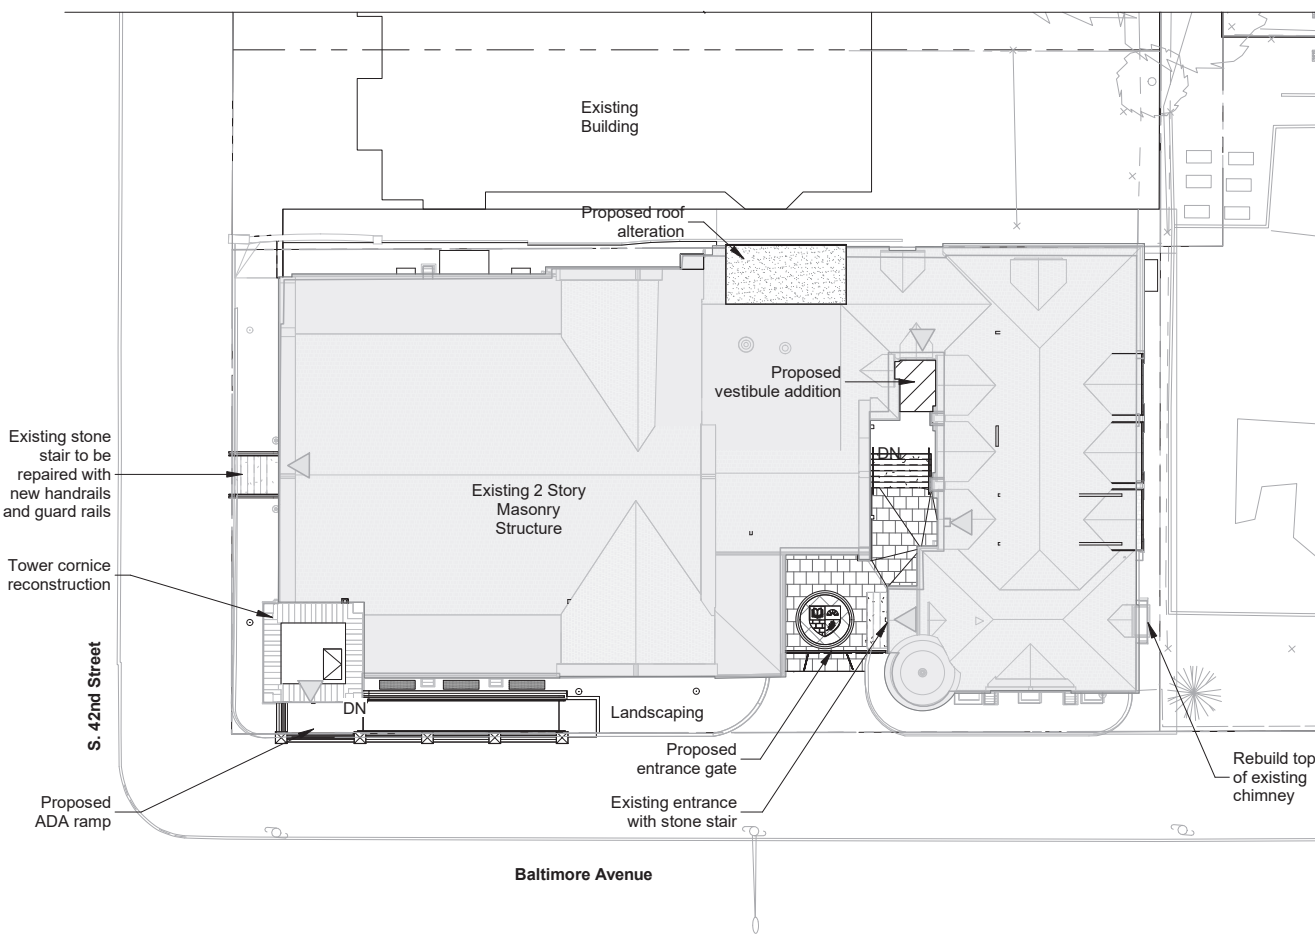 Existing
Building
Proposed roof
alteration
Proposed
vestibule addition
Existing stone
stair to be
repaired with
new handrails
and guard rails
DN
Existing 2 Story
Masonry
Structure
Tower cornice
reconstruction
S. 42nd Street
DN
Landscaping
Proposed
entrance gate
Rebuild top
of existing
chimney
Proposed
ADA ramp
Existing entrance
with stone stair
Baltimore Avenue